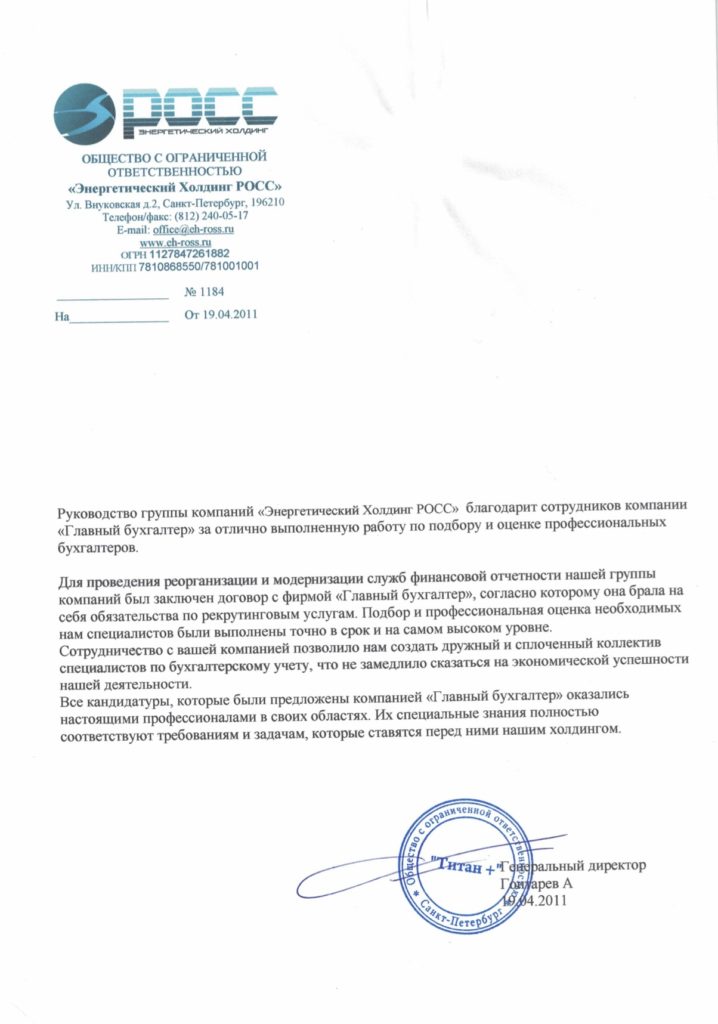 РОСС
ЭНЕРГЕТИЧЕСКИЙ ХОЛДИНГ
ОБЩЕСТВО С ОГРАНИЧЕННОЙ
ОТВЕТСТВЕННОСТЬЮ
«Энергетический Холдинг РОСС»
Ул. Внуковская д.2, Санкт-Петербург, 196210
Телефон/факс: (812) 240-05-17
E-mail: office@eh-ross.ru
www.eh-ross.ru
ОГРН 1127847261882
ИНН/КПП 7810868550/781001001
№ 1184
На От 19.04.2011
Руководство группы компаний «Энергетический Холдинг РОСС» благодарит сотрудников компании
«Главный бухгалтер» за отлично выполненную работу по подбору и оценке профессиональных
бухгалтеров.
Для проведения реорганизации и модернизации служб финансовой отчетности нашей группы
компаний был заключен договор с фирмой «Главный бухгалтер», согласно которому она брала на
себя обязательства по рекрутинговым услугам. Подбор и профессиональная оценка необходимых
нам специалистов были выполнены точно в срок и на самом высоком уровне.
Сотрудничество с вашей компанией позволило нам создать дружный и сплоченный коллектив
специалистов по бухгалтерскому учету, что не замедлило сказаться на экономической успешности
нашей деятельности.
Все кандидатуры, которые были предложены компанией «Главный бухгалтер» оказались
настоящими профессионалами в своих областях. Их специальные знания полностью
соответствуют требованиям и задачам, которые ставятся перед ними нашим холдингом.
Общество с ограниченной ответственностью
"Титан +"
Санкт-Петербург
Генеральный директор
А
19.04.2011